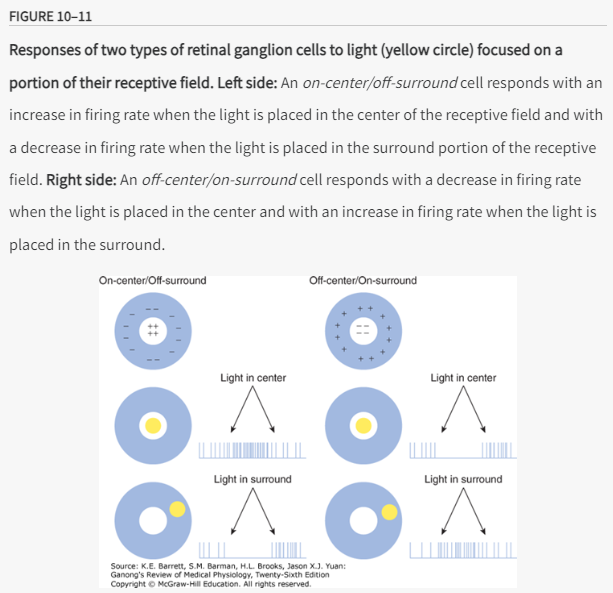 FIGURE 10–11
Responses of two types of retinal ganglion cells to light (yellow circle) focused on a
portion of their receptive field. Left side: An on-center/off-surround cell responds with an
increase in firing rate when the light is placed in the center of the receptive field and with
a decrease in firing rate when the light is placed in the surround portion of the receptive
field. Right side: An off-center/on-surround cell responds with a decrease in firing rate
when the light is placed in the center and with an increase in firing rate when the light is
placed in the surround.
On-center/Off-surround
Off-center/On-surround
Light in center
Light in center
Light in surround
Light in surround
Source: K.E. Barrett, S.M. Barman, H.L. Brooks, Jason X.J. Yuan:
Ganong's Review of Medical Physiology, Twenty-Sixth Edition
Copyright © McGraw-Hill Education. All rights reserved.